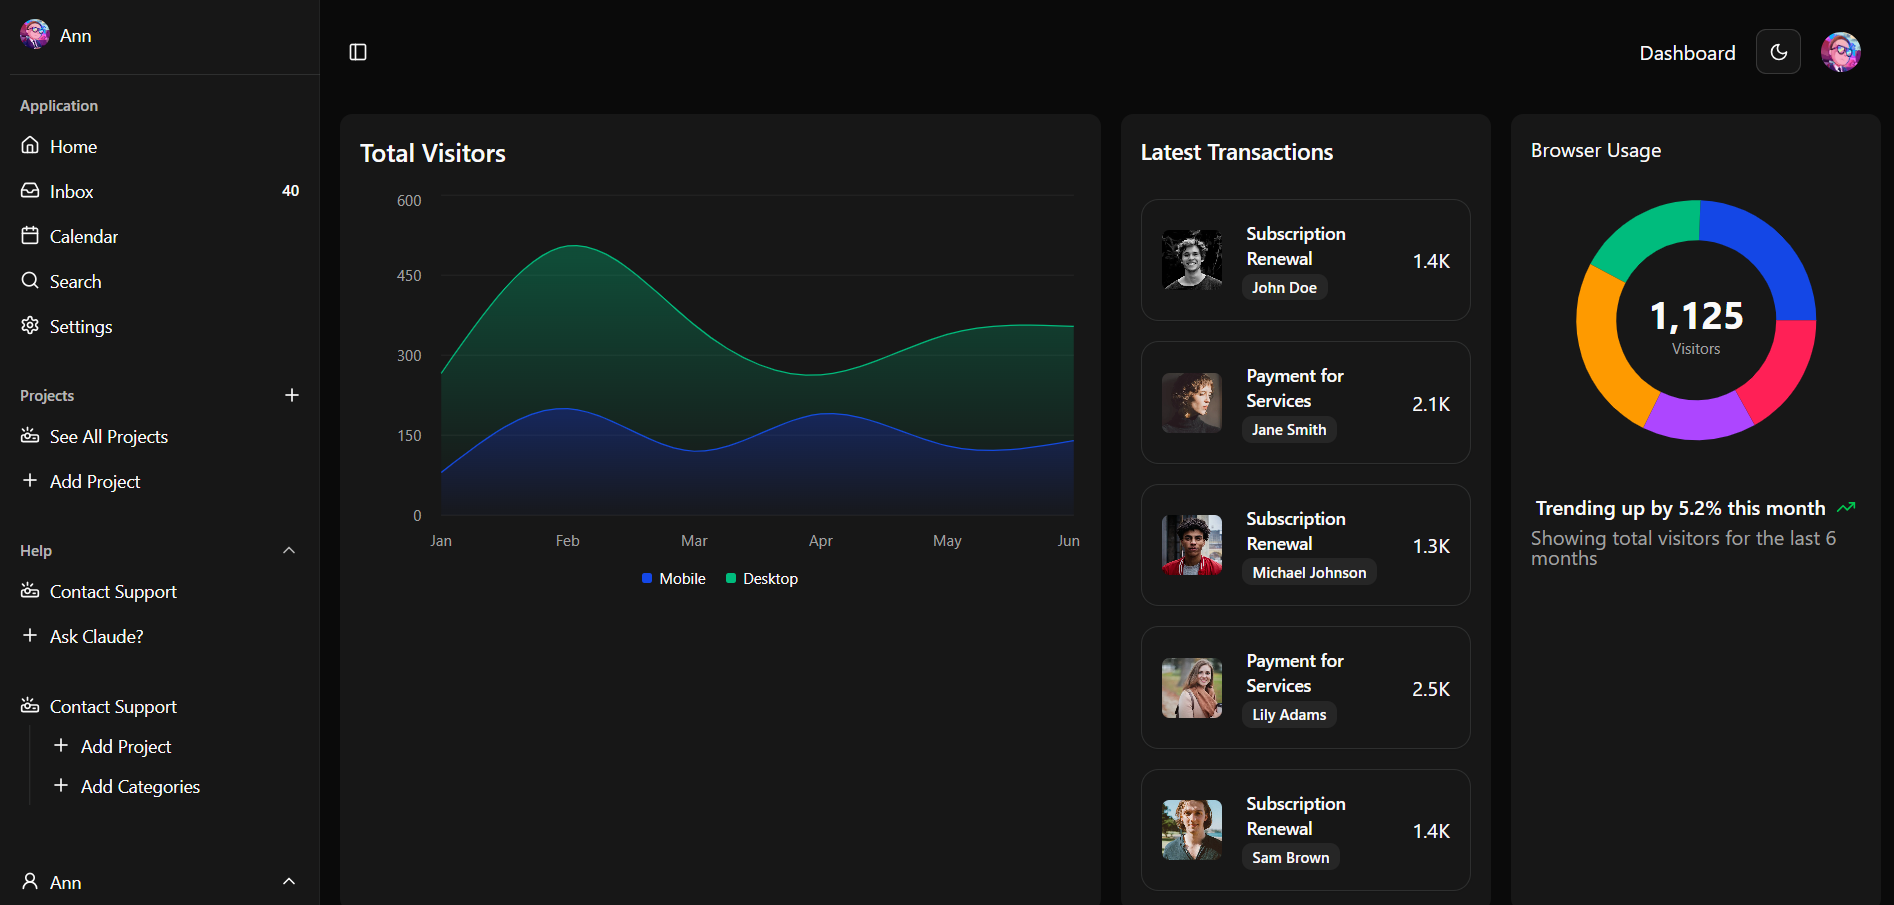 Ann
Application
Home
Inbox 40
Calendar
Search
Settings
Projects
See All Projects
Add Project
Help
Contact Support
Ask Claude?
Contact Support
Add Project
Add Categories
Ann
Dashboard
Total Visitors
600
450
300
150
0
Jan Feb Mar Apr May Jun
Mobile Desktop
Latest Transactions
Subscription
Renewal
John Doe
1.4K
Payment for
Services
Jane Smith
2.1K
Subscription
Renewal
Michael Johnson
1.3K
Payment for
Services
Lily Adams
2.5K
Subscription
Renewal
Sam Brown
1.4K
Browser Usage
1,125
Visitors
Trending up by 5.2% this month
Showing total visitors for the last 6
months